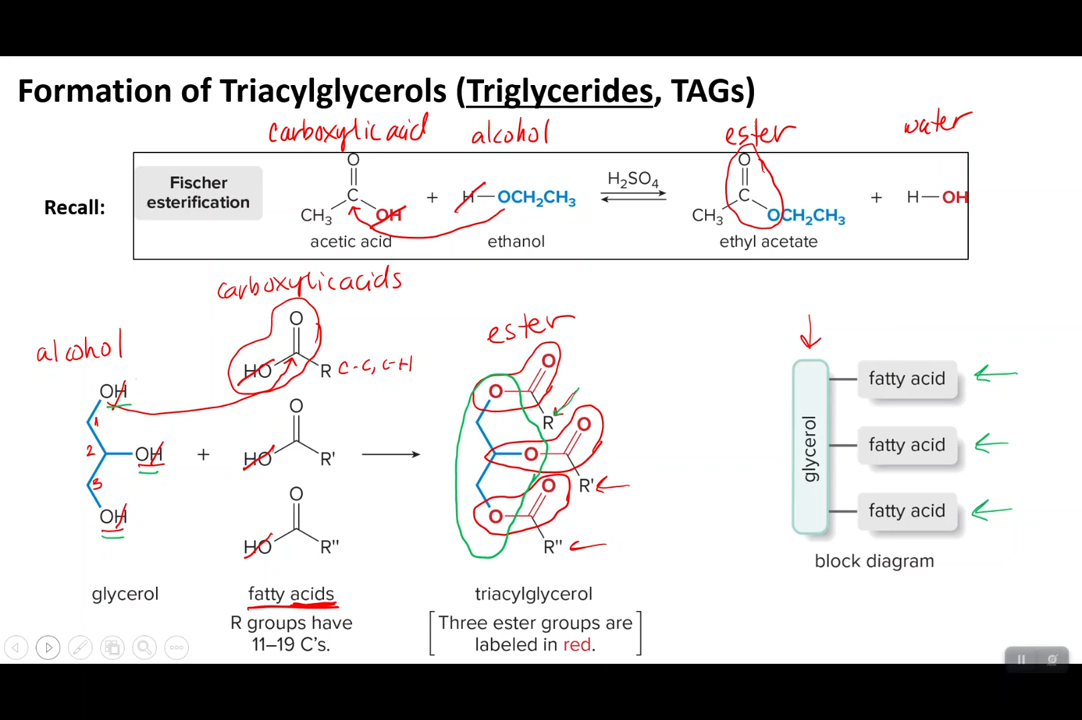 Formation of Triacylglycerols (Triglycerides, TAGs)
carboxylic acid alcohol ester water
Recall:
Fischer
esterification
O
C
CH₃ OH
acetic acid
+
H—OCH₂CH₃
ethanol
H₂SO₄
O
C
CH₃ OCH₂CH₃
ethyl acetate
+
H—OH
alcohol
OH
1
2 OH
3
OH
glycerol
+
carboxylic acids
O
HO R C-C, C-H
O
HO R'
O
HO R"
fatty acids
R groups have
11–19 C's.
ester
O O
R
O O
R'
O O
R"
triacylglycerol
Three ester groups are
labeled in red.
glycerol
fatty acid
fatty acid
fatty acid
block diagram